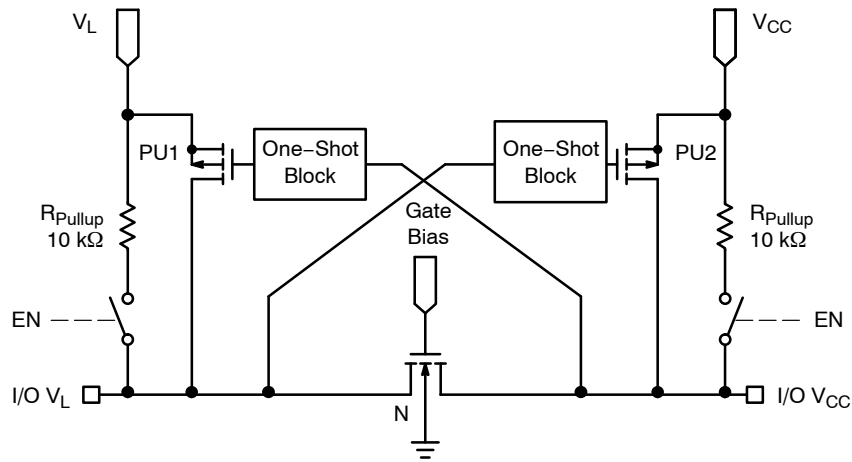 V_L
V_CC
PU1
One−Shot
Block
One−Shot
Block
PU2
Gate
Bias
R_Pullup
10 kΩ
R_Pullup
10 kΩ
EN
EN
I/O V_L
N
I/O V_CC